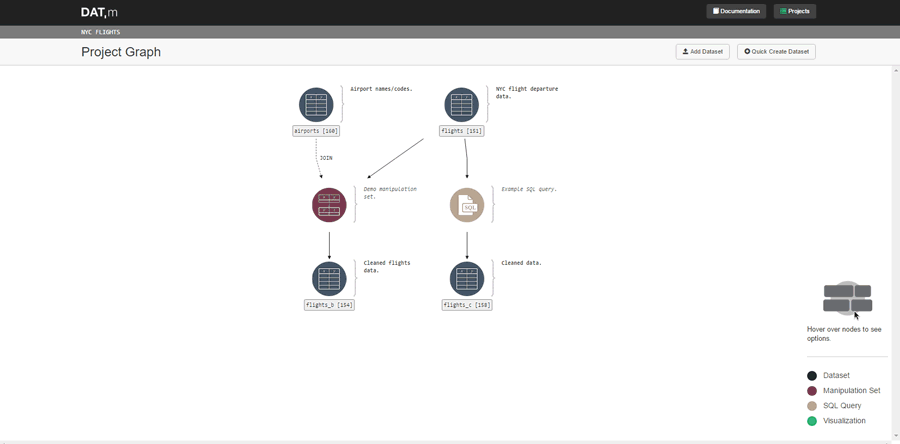 DAT,m
Documentation
Projects
NYC FLIGHTS
Project Graph
Add Dataset
Quick Create Dataset
Airport names/codes.
NYC flight departure
data.
airports [160]
flights [151]
JOIN
Demo manipulation
set.
Example SQL query.
SQL
Cleaned flights
data.
Cleaned data.
flights_b [154]
flights_c [158]
Hover over nodes to see
options.
Dataset
Manipulation Set
SQL Query
Visualization